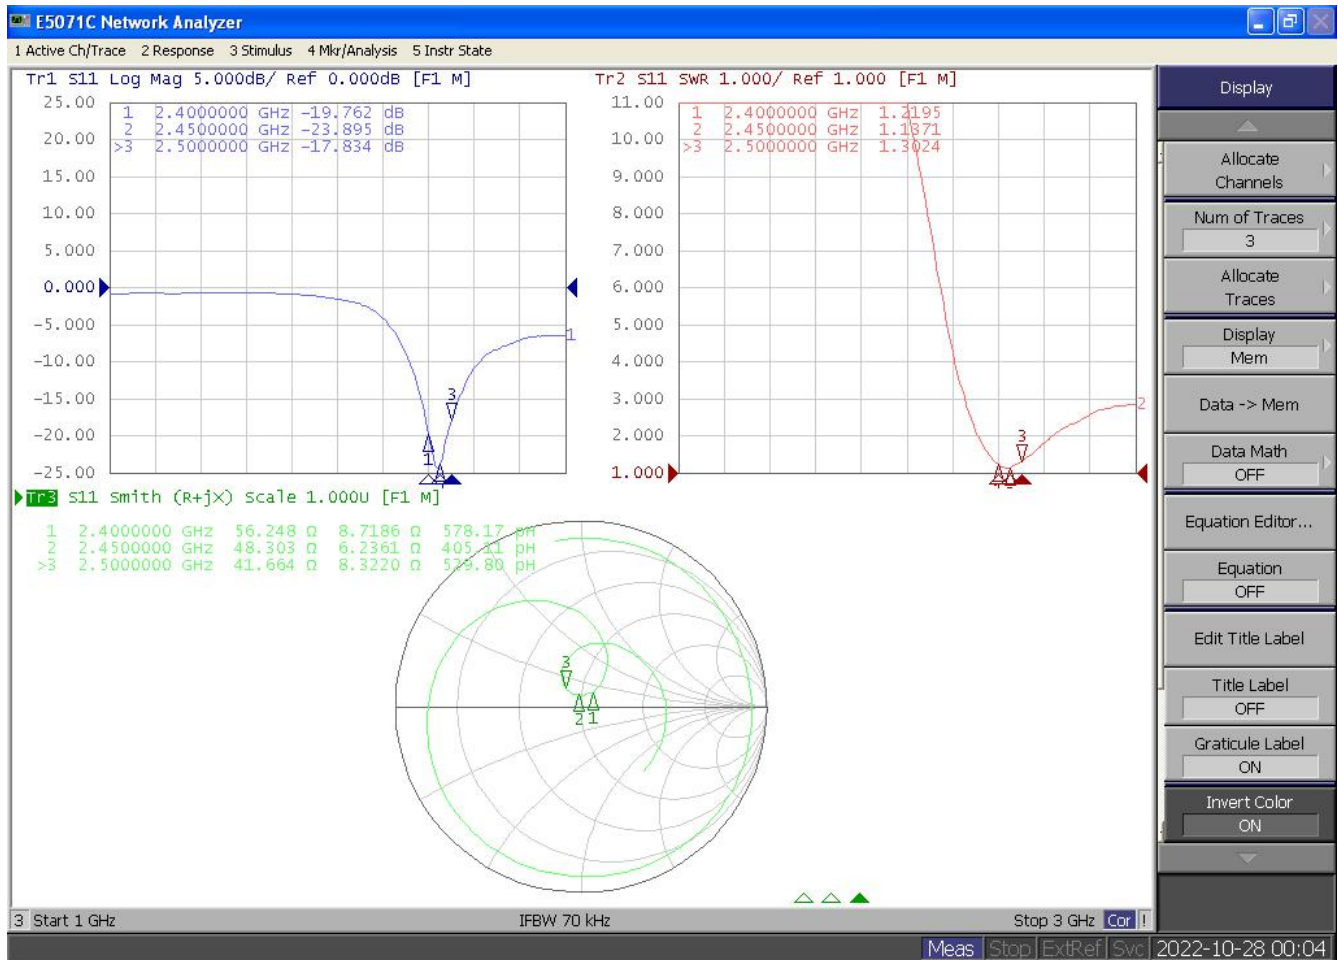 E5071C Network Analyzer
1 Active Ch/Trace 2 Response 3 Stimulus 4 Mkr/Analysis 5 Instr State
Tr1 S11 Log Mag 5.000dB/ Ref 0.000dB [F1 M]
25.00
20.00
15.00
10.00
5.000
0.000
-5.000
-10.00
-15.00
-20.00
-25.00
1 2.4000000 GHz -19.762 dB
2 2.4500000 GHz -23.895 dB
>3 2.5000000 GHz -17.834 dB
1
3
1
Tr2 S11 SWR 1.000/ Ref 1.000 [F1 M]
11.00
10.00
9.000
8.000
7.000
6.000
5.000
4.000
3.000
2.000
1.000
1 2.4000000 GHz 1.2195
2 2.4500000 GHz 1.1371
>3 2.5000000 GHz 1.3024
2
3
Tr3 S11 Smith (R+jX) Scale 1.000U [F1 M]
1 2.4000000 GHz 56.248 Ω 8.7186 Ω 578.17 pH
2 2.4500000 GHz 48.303 Ω 6.2361 Ω 405.11 pH
>3 2.5000000 GHz 41.664 Ω 8.3220 Ω 529.80 pH
3
2 1
Display
Allocate
Channels
Num of Traces
3
Allocate
Traces
Display
Mem
Data -> Mem
Data Math
OFF
Equation Editor...
Equation
OFF
Edit Title Label
Title Label
OFF
Graticule Label
ON
Invert Color
ON
3 Start 1 GHz IFBW 70 kHz Stop 3 GHz Cor !
Meas Stop ExtRef Svc 2022-10-28 00:04